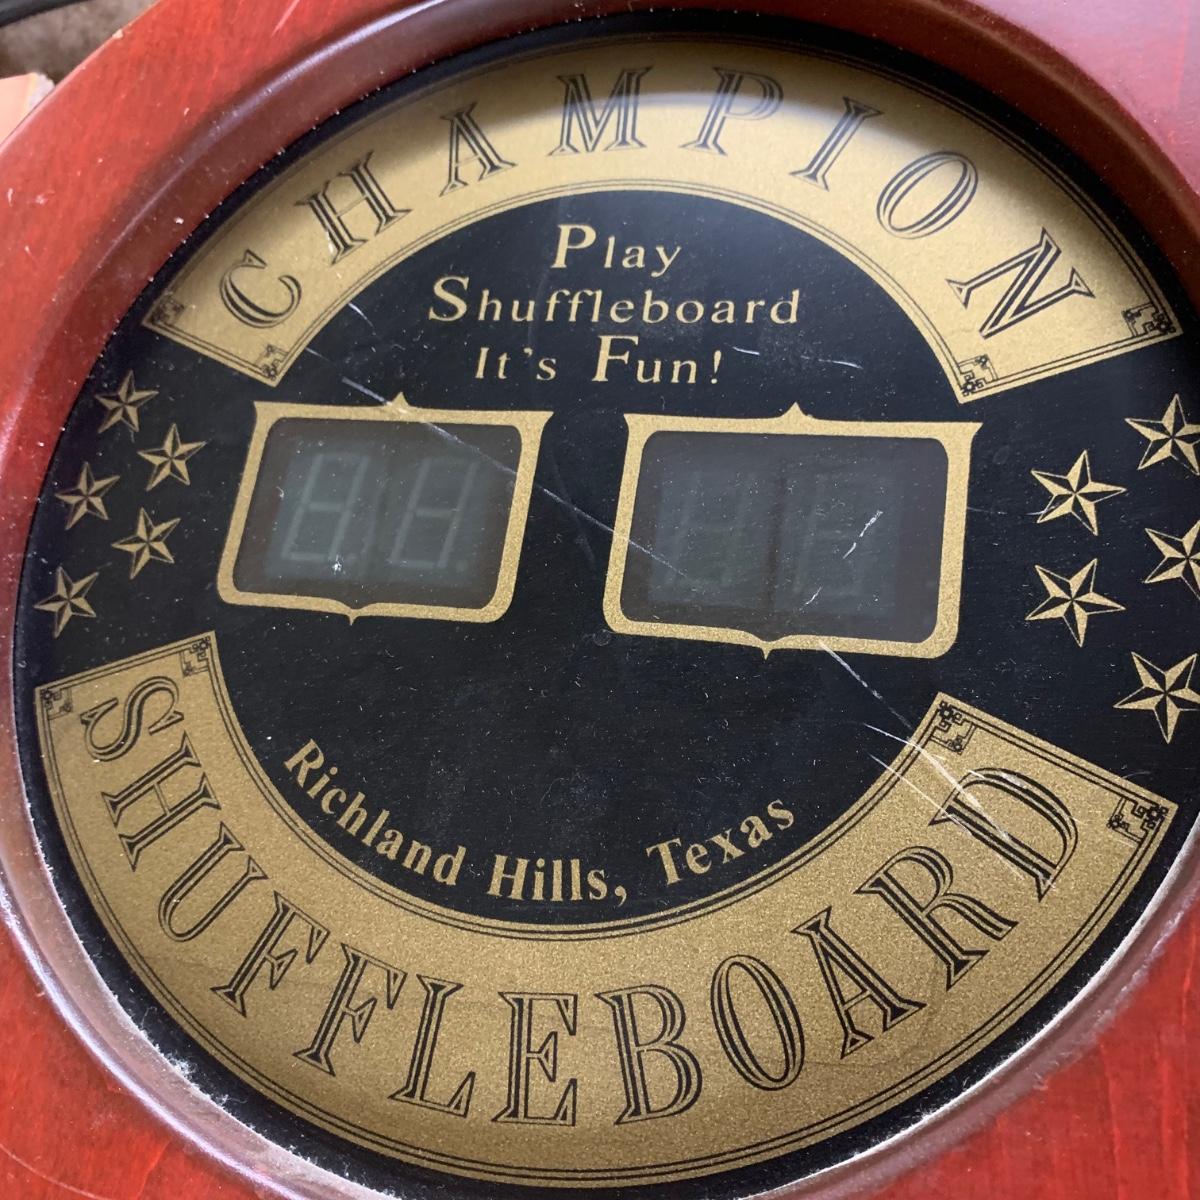 CHAMPION
Play
Shuffleboard
It's Fun!
Richland Hills, Texas
SHUFFLEBOARD